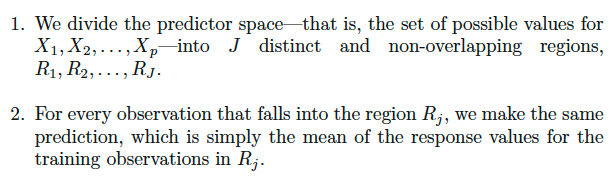 1. We divide the predictor space—that is, the set of possible values for
X₁, X₂, . . . , Xₚ—into J distinct and non-overlapping regions,
R₁, R₂, . . . , R_J.
2. For every observation that falls into the region Rⱼ, we make the same
prediction, which is simply the mean of the response values for the
training observations in Rⱼ.